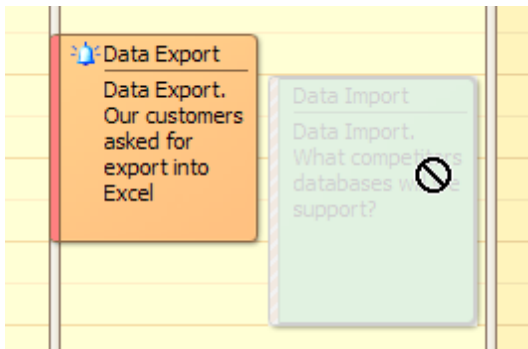 Data Export
Data Export.
Our customers
asked for
export into
Excel
Data Import
Data Import.
What competitors
databases
support?